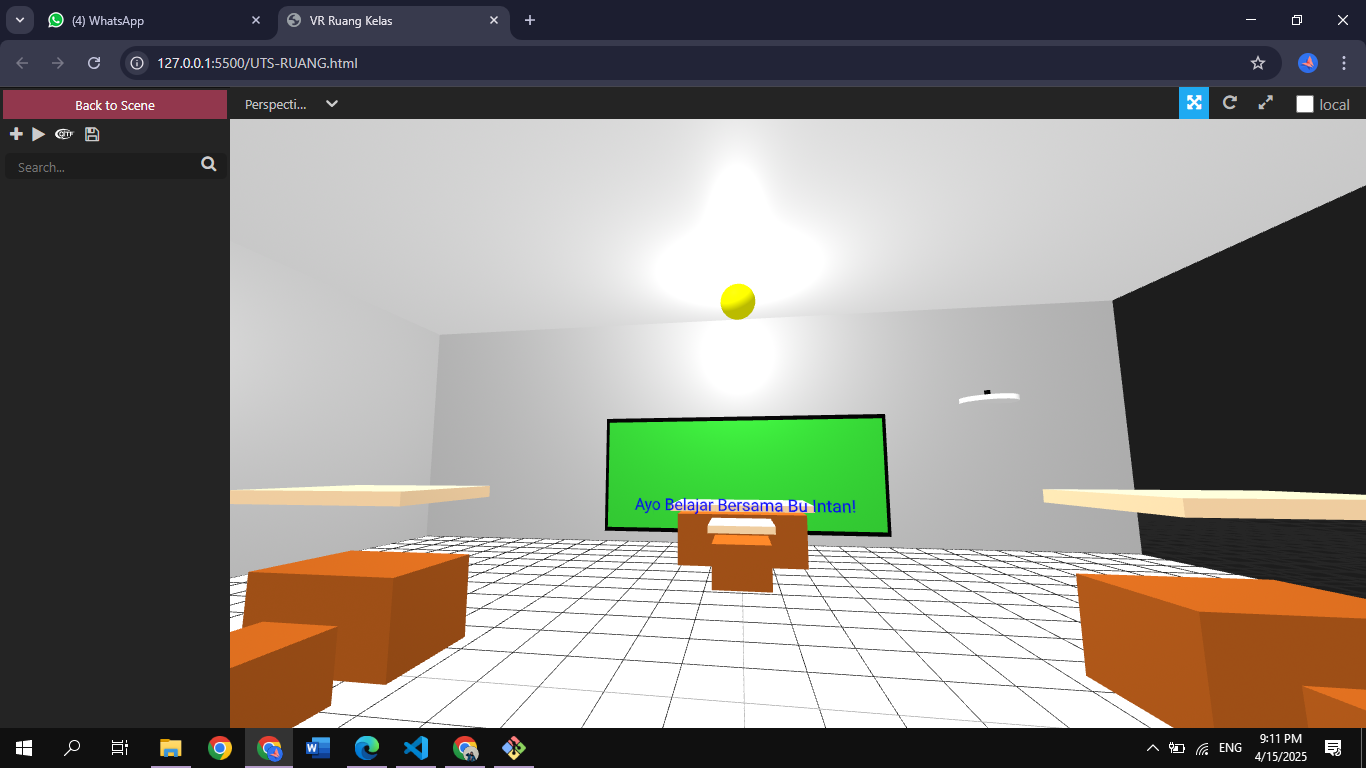 (4) WhatsApp
VR Ruang Kelas
127.0.0.1:5500/UTS-RUANG.html
Back to Scene
Perspecti...
local
GlTF
Search...
Ayo Belajar Bersama Bu Intan!
ENG
9:11 PM
4/15/2025